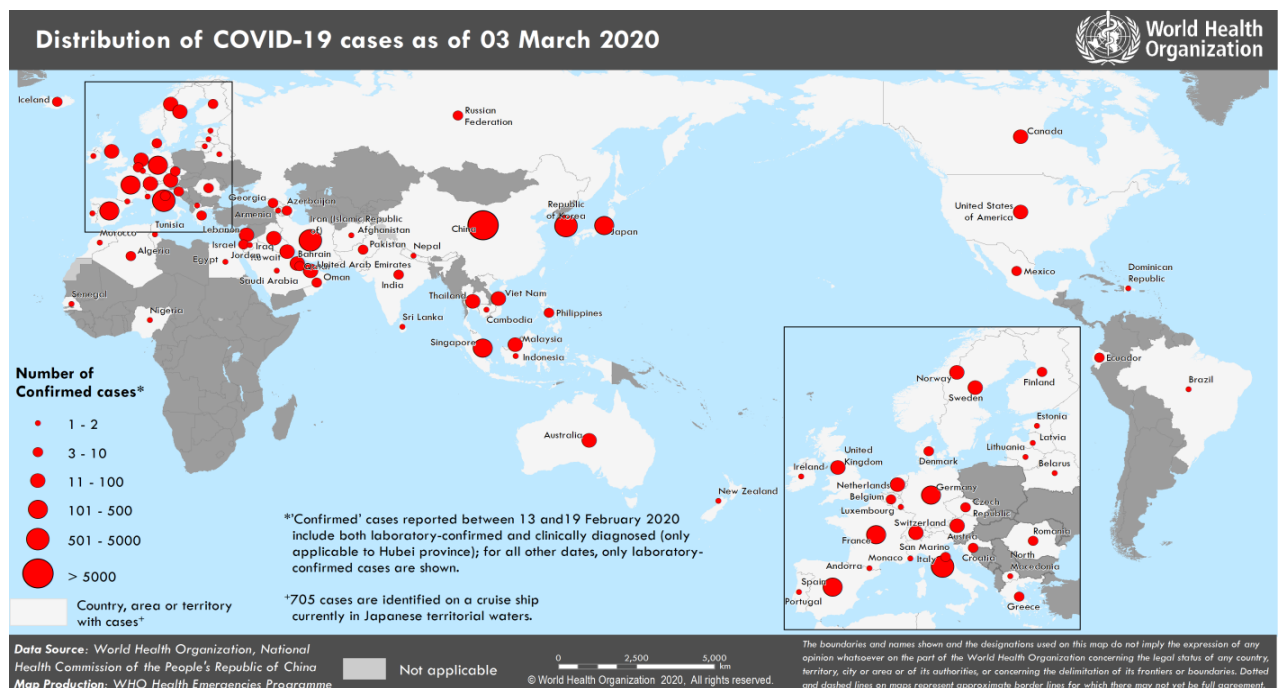 Distribution of COVID-19 cases as of 03 March 2020
World Health
Organization
Iceland
Russian
Federation
Canada
United States
of America
Mexico
Dominican
Republic
Ecuador
Brazil
Georgia
Azerbaijan
Armenia
Iran (Islamic Republic
of)
Afghanistan
Tunisia
Lebanon
Morocco
Algeria
Israel
Iraq
Jordan
Kuwait
Egypt
Bahrain
United Arab Emirates
Saudi Arabia
Oman
Pakistan
Nepal
India
China
Republic
of Korea
Japan
Senegal
Nigeria
Sri Lanka
Thailand
Viet Nam
Cambodia
Philippines
Singapore
Malaysia
Indonesia
Australia
New Zealand
Norway
Finland
Sweden
Estonia
Latvia
Lithuania
Belarus
United
Kingdom
Ireland
Denmark
Netherlands
Germany
Belgium
Luxembourg
Czech
Republic
Switzerland
Austria
France
Romania
San Marino
Croatia
North
Macedonia
Monaco
Italy
Andorra
Spain
Portugal
Greece
Number of
Confirmed cases*
1 - 2
3 - 10
11 - 100
101 - 500
501 - 5000
> 5000
Country, area or territory
with cases⁺
*'Confirmed' cases reported between 13 and19 February 2020
include both laboratory-confirmed and clinically diagnosed (only
applicable to Hubei province); for all other dates, only laboratory-
confirmed cases are shown.
⁺705 cases are identified on a cruise ship
currently in Japanese territorial waters.
Data Source: World Health Organization, National
Health Commission of the People's Republic of China
Map Production: WHO Health Emergencies Programme
Not applicable
0 2,500 5,000
km
© World Health Organization 2020, All rights reserved.
The boundaries and names shown and the designations used on this map do not imply the expression of any
opinion whatsoever on the part of the World Health Organization concerning the legal status of any country,
territory, city or area or of its authorities, or concerning the delimitation of its frontiers or boundaries. Dotted
and dashed lines on maps represent approximate border lines for which there may not yet be full agreement.